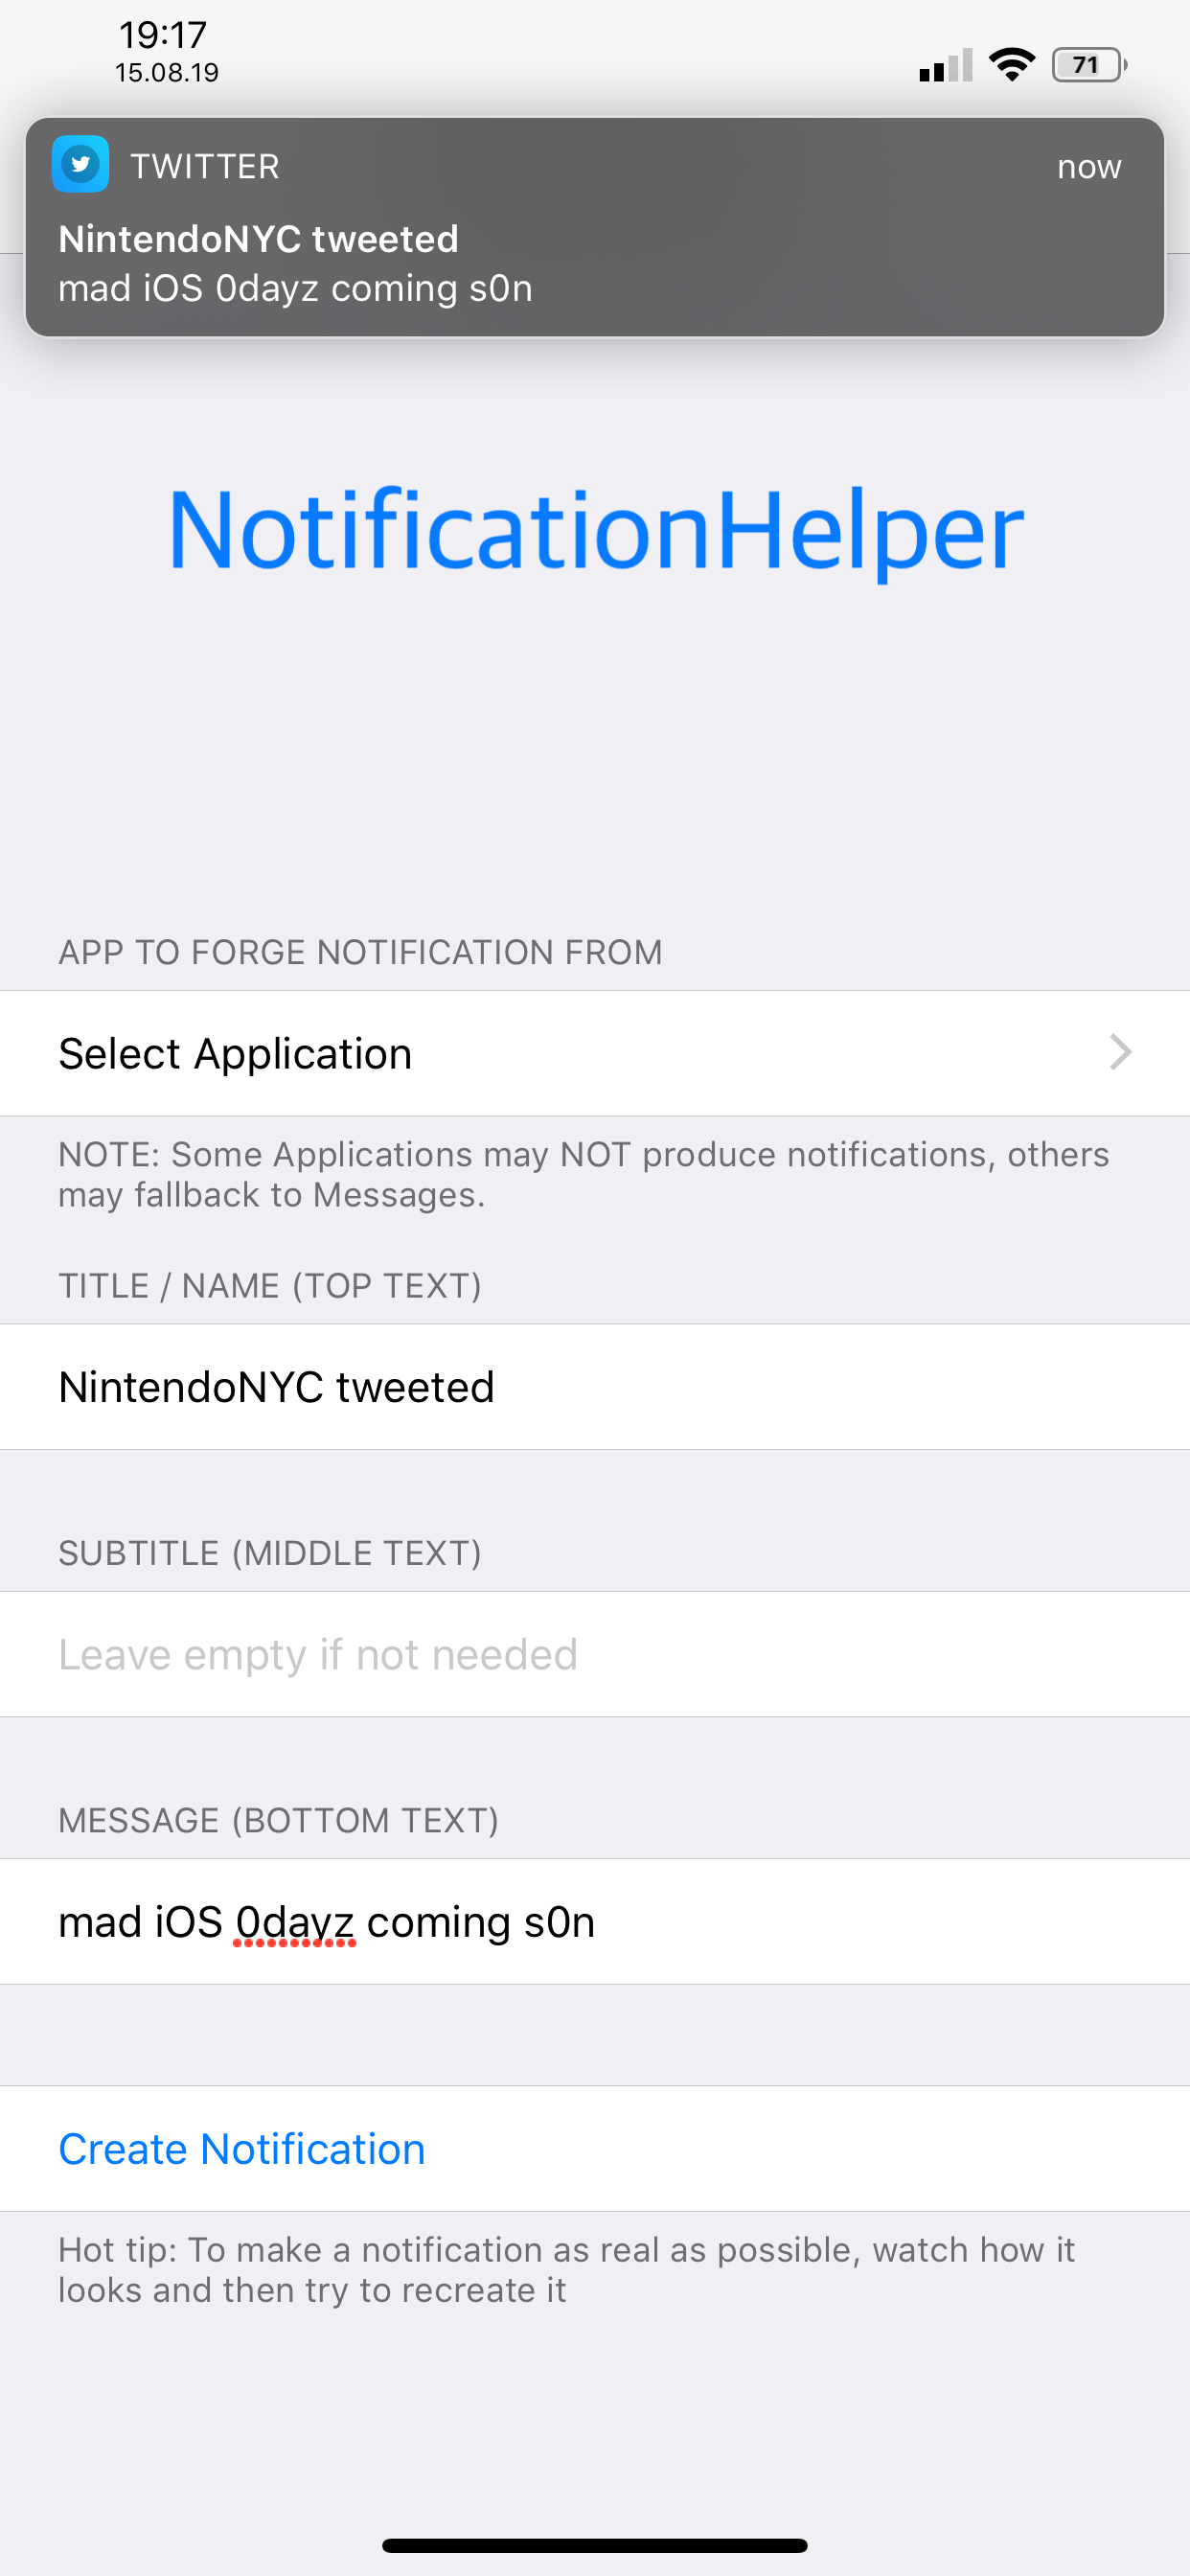 19:17
15.08.19
71
TWITTER
now
NintendoNYC tweeted
mad iOS 0dayz coming s0n
NotificationHelper
APP TO FORGE NOTIFICATION FROM
Select Application
NOTE: Some Applications may NOT produce notifications, others
may fallback to Messages.
TITLE / NAME (TOP TEXT)
NintendoNYC tweeted
SUBTITLE (MIDDLE TEXT)
Leave empty if not needed
MESSAGE (BOTTOM TEXT)
mad iOS 0dayz coming s0n
Create Notification
Hot tip: To make a notification as real as possible, watch how it
looks and then try to recreate it